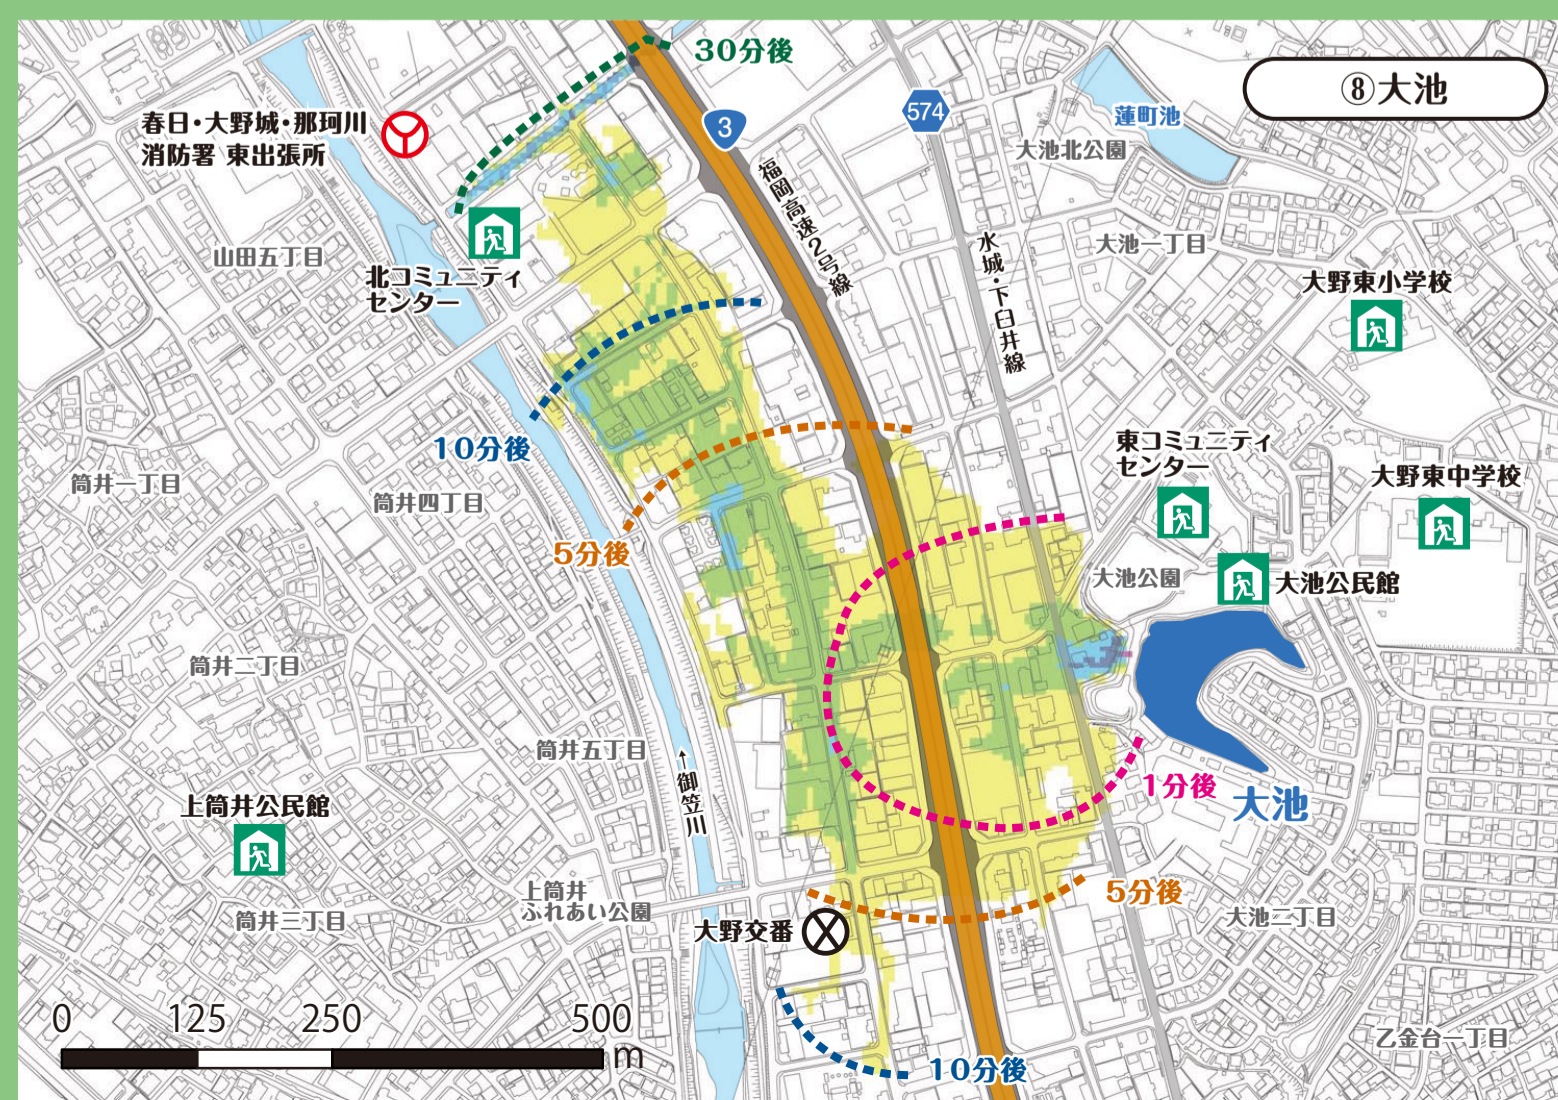 ⑧大池
30分後
春日・大野城・那珂川
消防署 東出張所
3
574
蓮町池
大池北公園
福岡高速2号線
水城・下臼井線
大池一丁目
山田五丁目
北コミュニティ
センター
大野東小学校
10分後
東コミュニティ
センター
大野東中学校
筒井一丁目
筒井四丁目
5分後
大池公園
大池公民館
筒井二丁目
筒井五丁目
←御笠川
1分後
大池
上筒井公民館
上筒井
ふれあい公園
5分後
筒井三丁目
大野交番
大池二丁目
10分後
乙金台一丁目
0 125 250 500
m